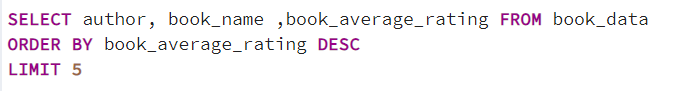 SELECT author, book_name ,book_average_rating FROM book_data
ORDER BY book_average_rating DESC
LIMIT 5